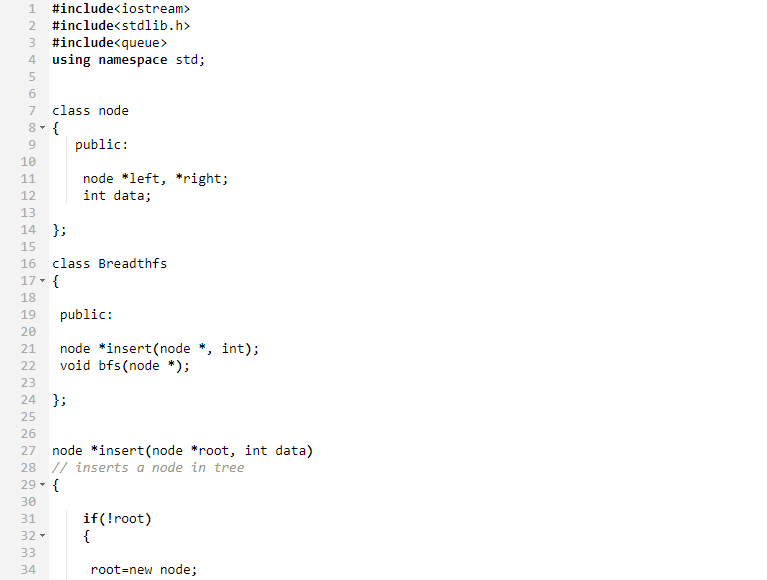 1 #include<iostream>
2 #include<stdlib.h>
3 #include<queue>
4 using namespace std;
5
6
7 class node
8 {
9 public:
10
11 node *left, *right;
12 int data;
13
14 };
15
16 class Breadthfs
17 {
18
19 public:
20
21 node *insert(node *, int);
22 void bfs(node *);
23
24 };
25
26
27 node *insert(node *root, int data)
28 // inserts a node in tree
29 {
30
31 if(!root)
32 {
33
34 root=new node;